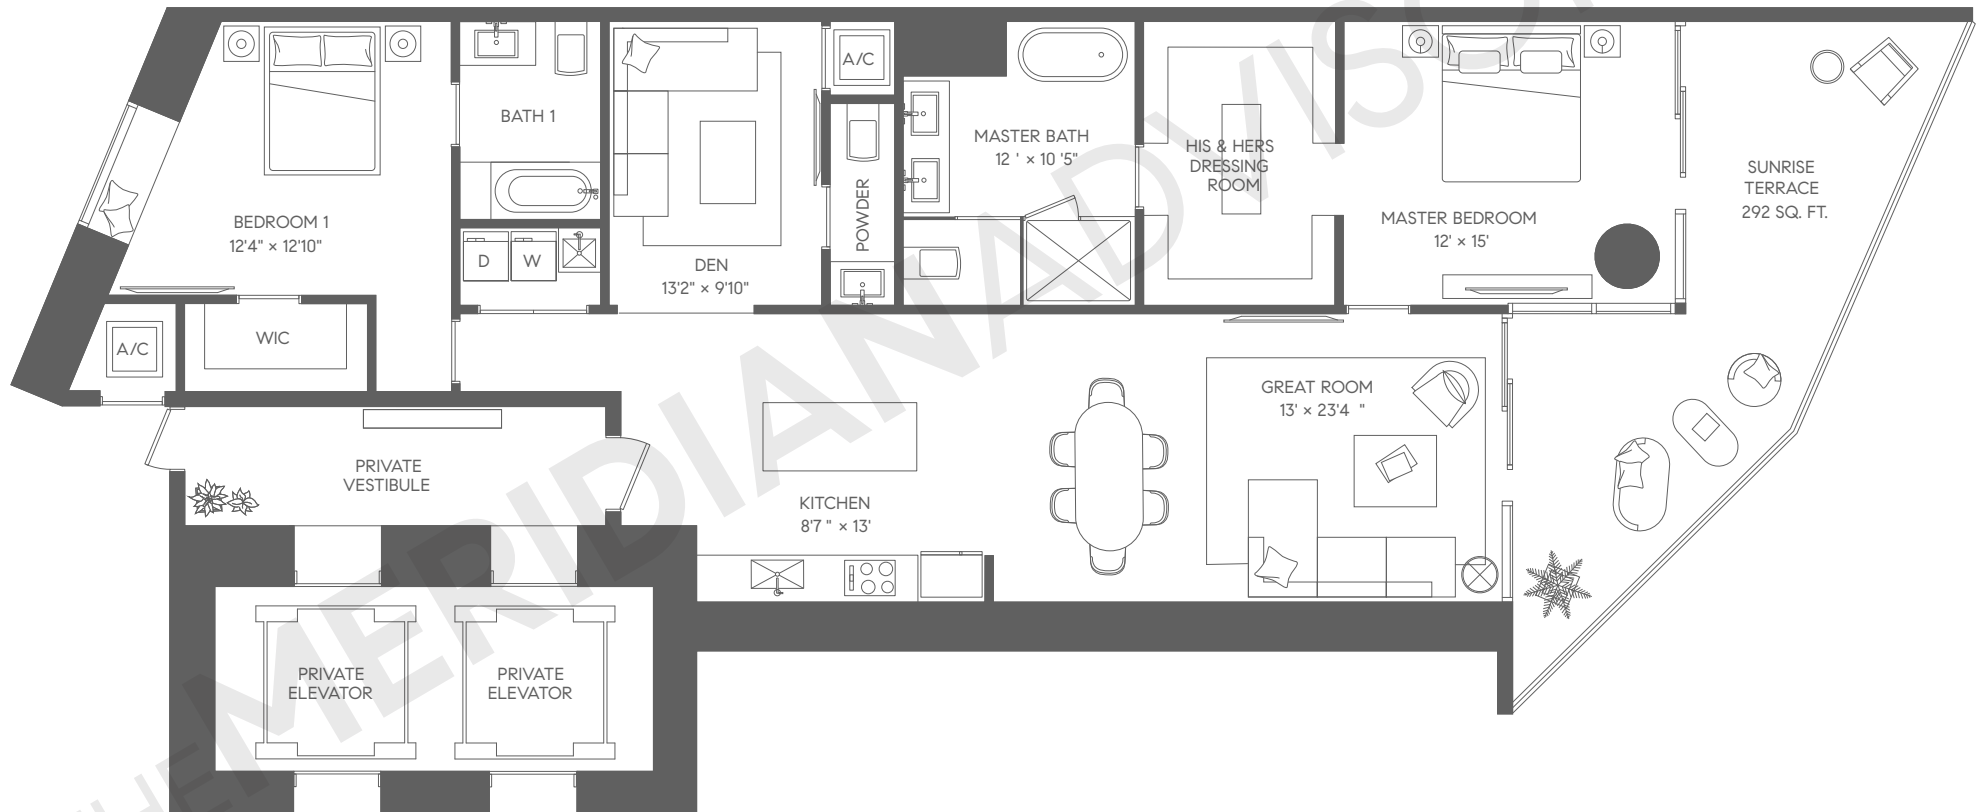 BEDROOM 1
12'4" × 12'10"
BATH 1
D
W
DEN
13'2" × 9'10"
A/C
POWDER
MASTER BATH
12 ' × 10 '5"
HIS & HERS
DRESSING
ROOM
MASTER BEDROOM
12' × 15'
SUNRISE
TERRACE
292 SQ. FT.
A/C
WIC
PRIVATE
VESTIBULE
KITCHEN
8'7 " × 13'
GREAT ROOM
13' × 23'4 "
PRIVATE
ELEVATOR
PRIVATE
ELEVATOR
THE MERIDIAN ADVISO